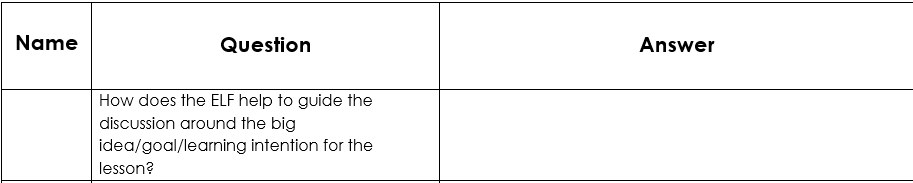 Name Question Answer
How does the ELF help to guide the
discussion around the big
idea/goal/learning intention for the
lesson?